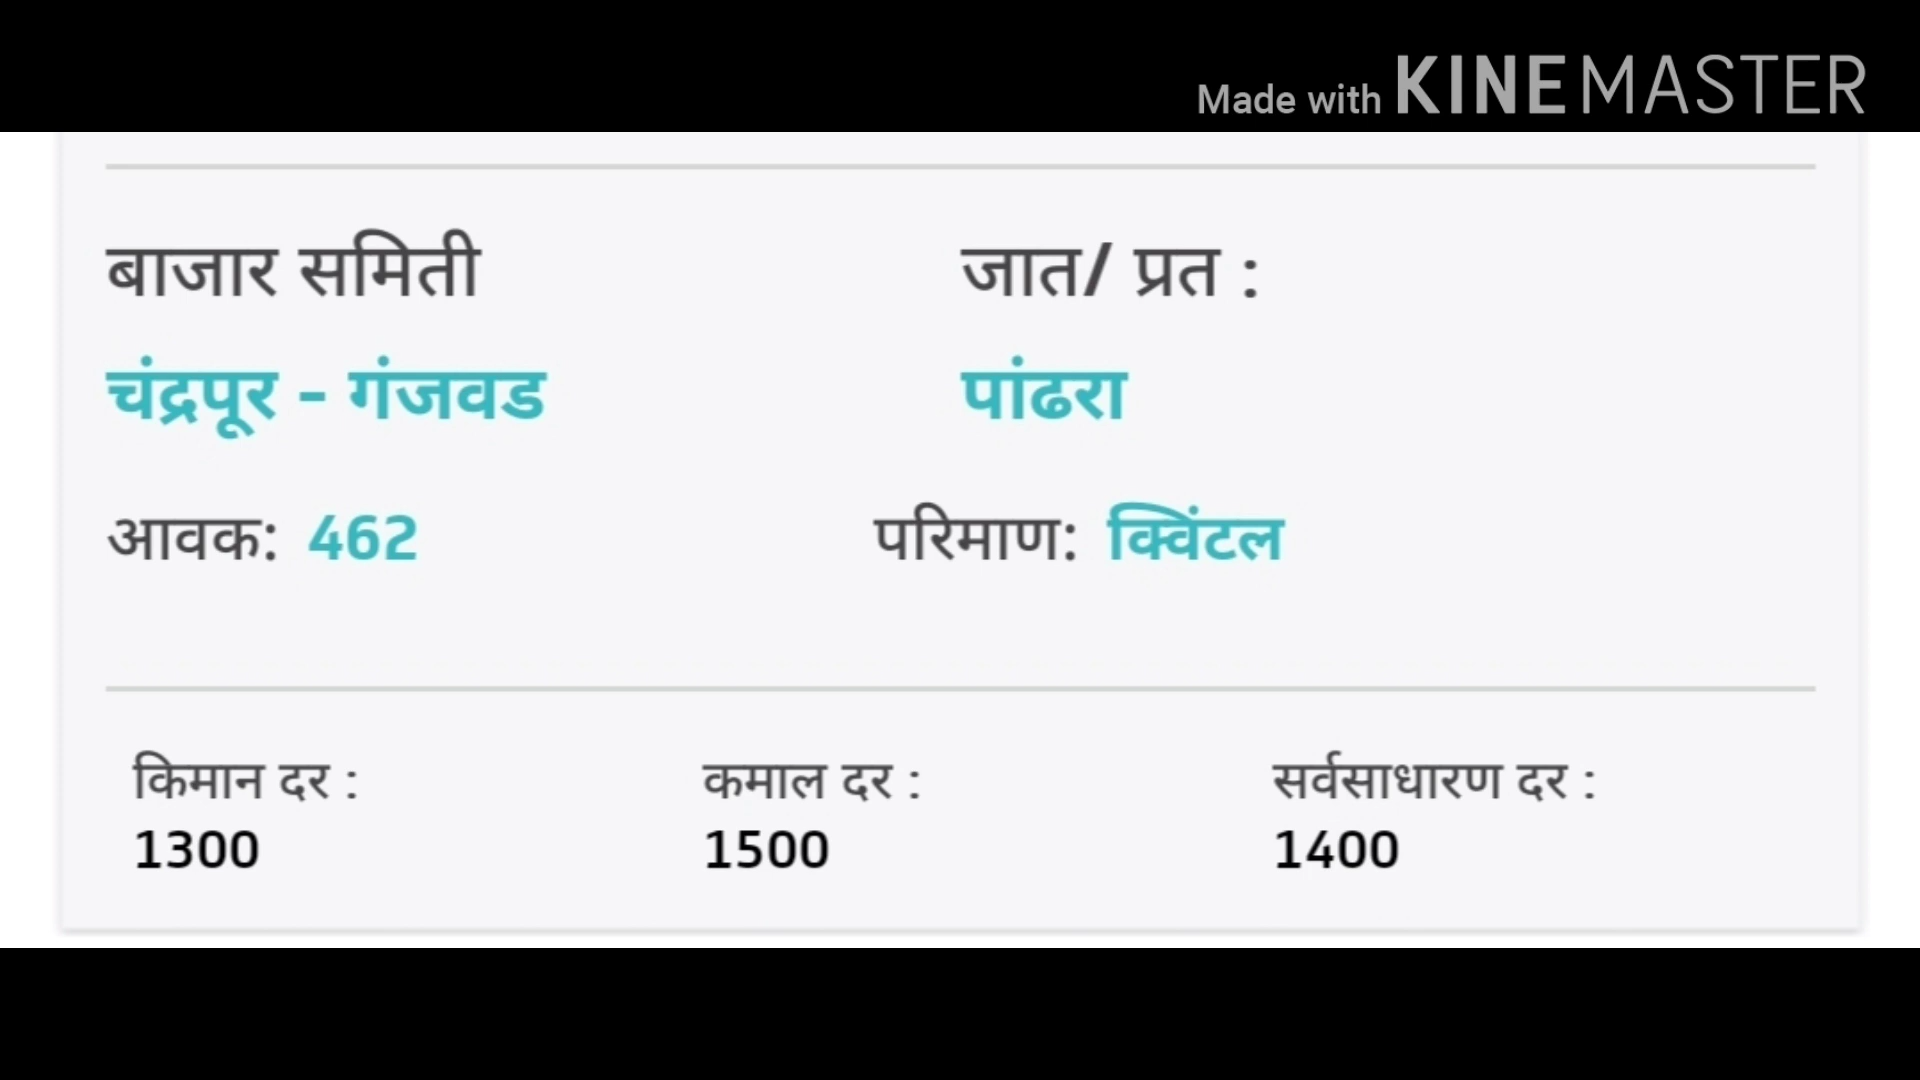 Made with KINEMASTER
बाजार समिती जात/ प्रत :
चंद्रपूर - गंजवड पांढरा
आवक: 462 परिमाण: क्विंटल
किमान दर : कमाल दर : सर्वसाधारण दर :
1300 1500 1400